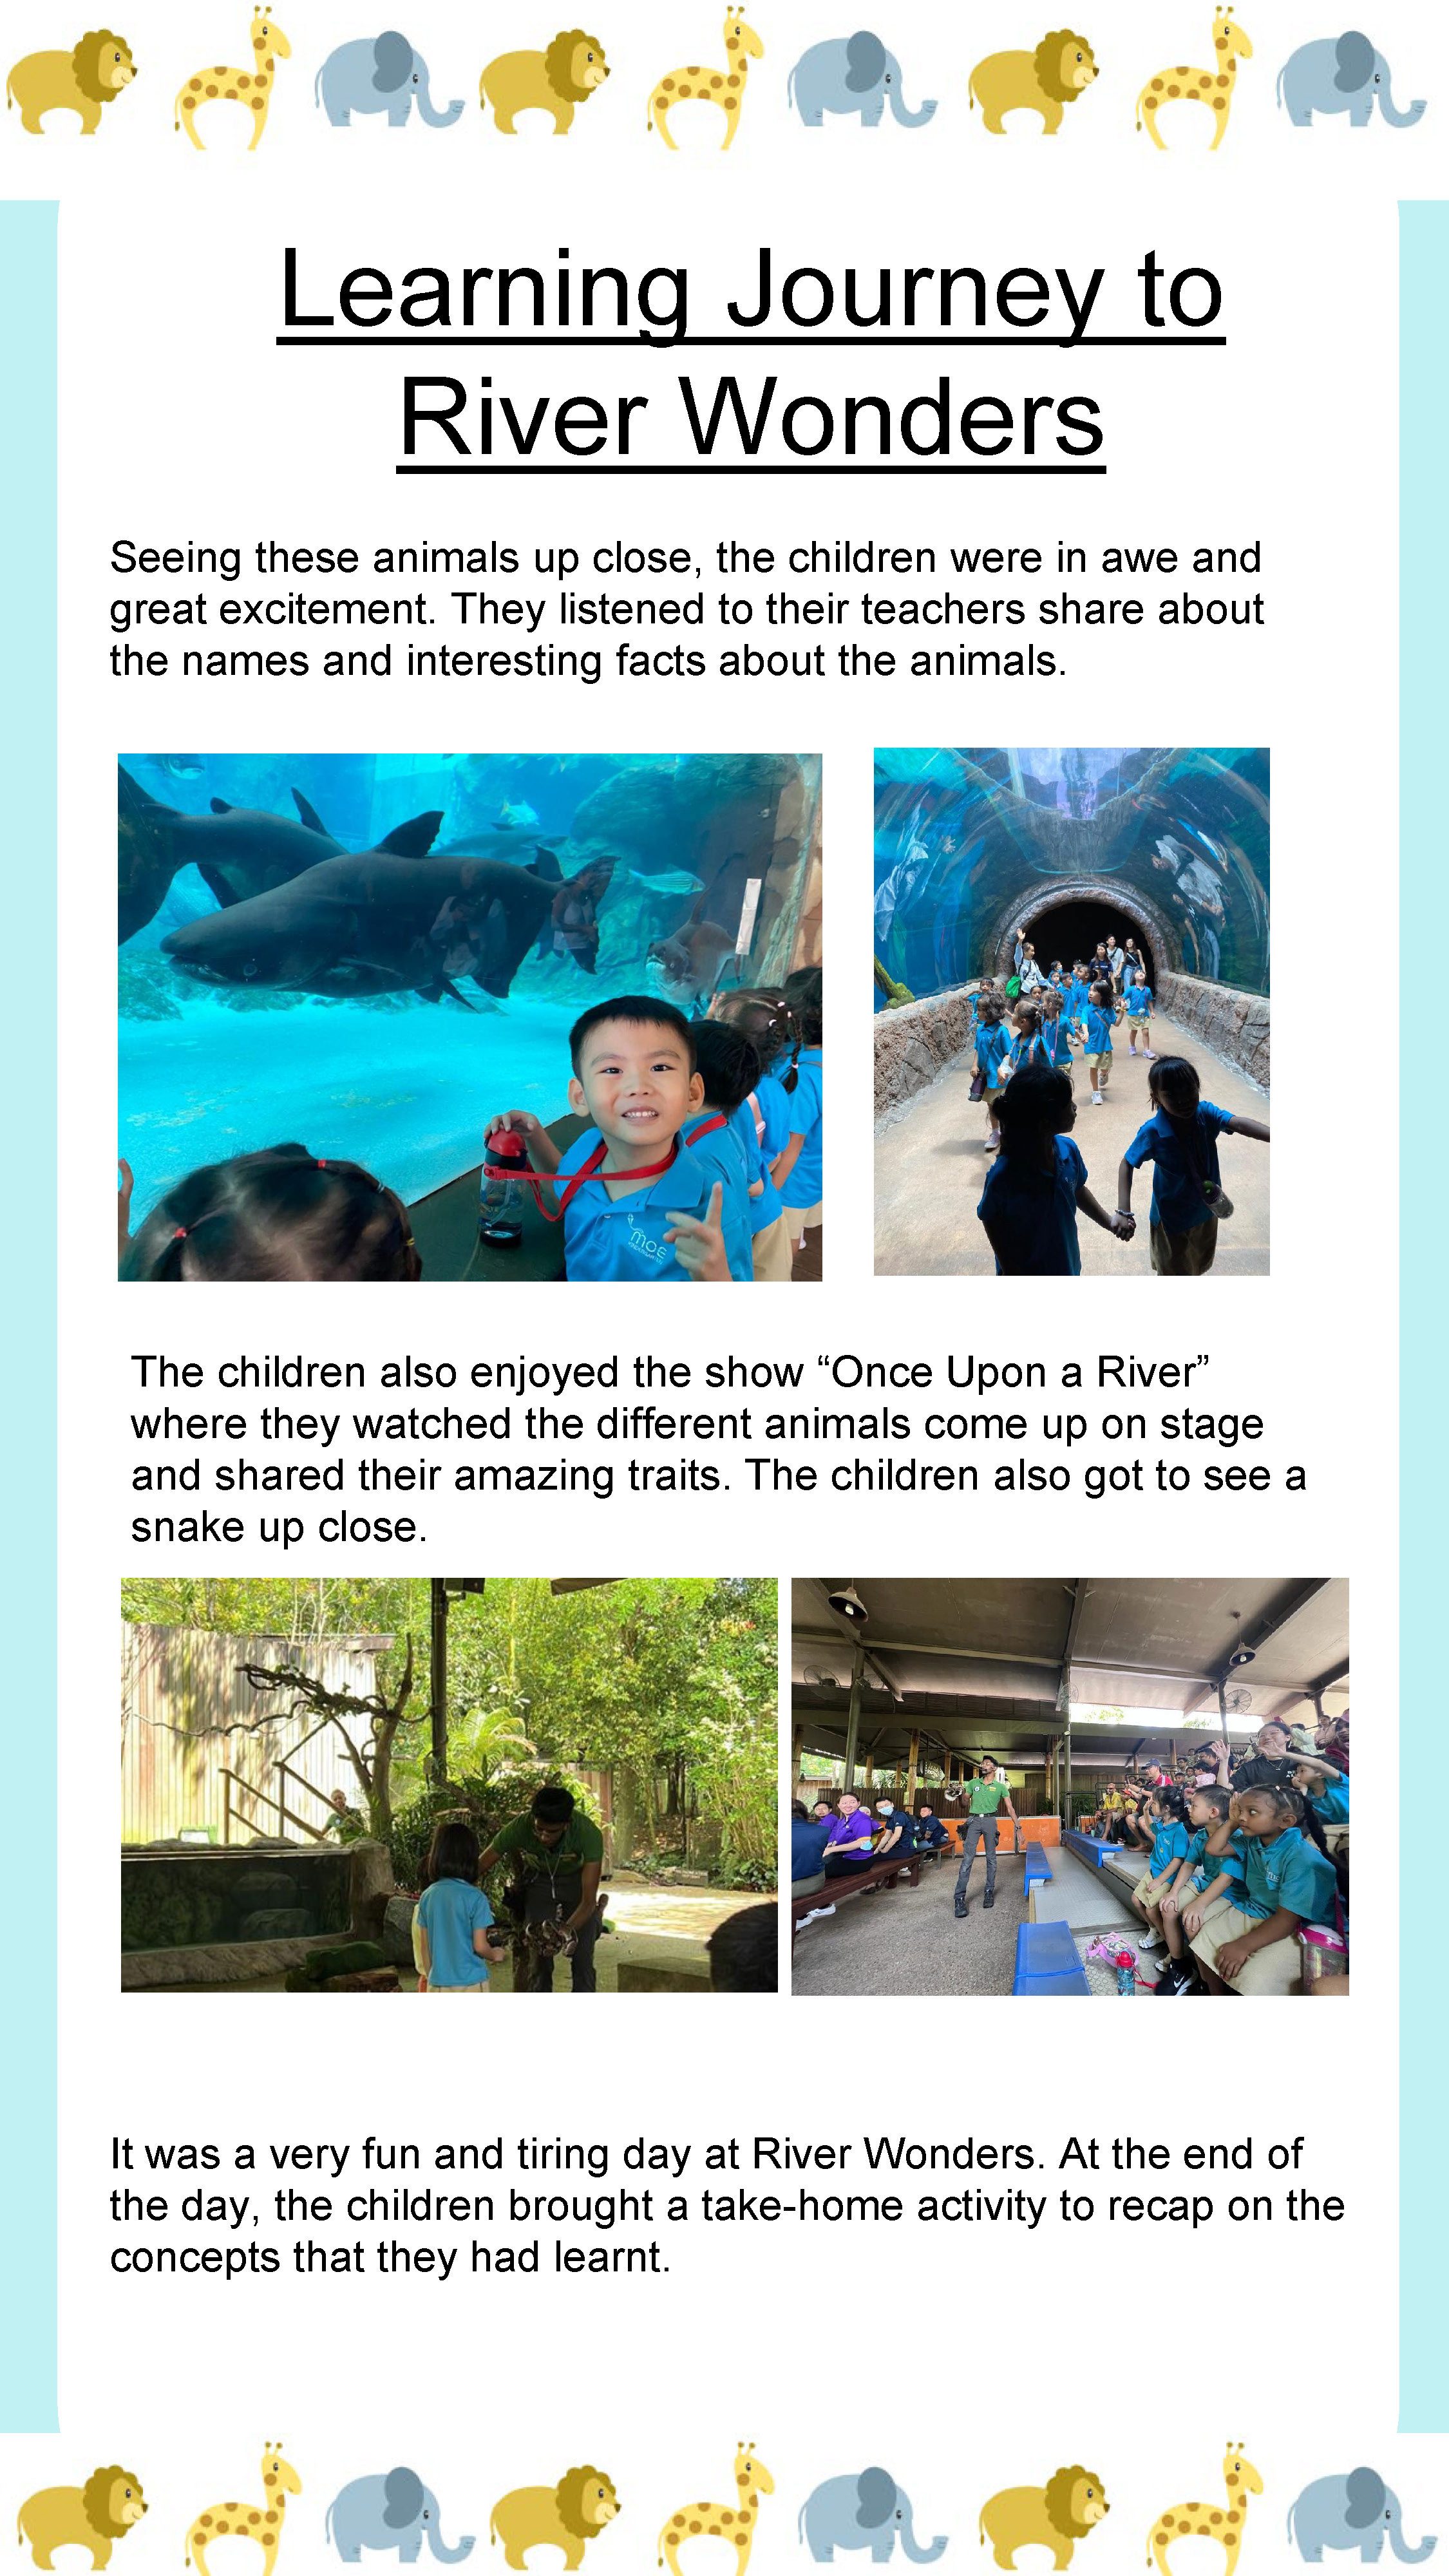 Learning Journey to
River Wonders
Seeing these animals up close, the children were in awe and
great excitement. They listened to their teachers share about
the names and interesting facts about the animals.
moe
KINDERGARTEN
The children also enjoyed the show “Once Upon a River”
where they watched the different animals come up on stage
and shared their amazing traits. The children also got to see a
snake up close.
It was a very fun and tiring day at River Wonders. At the end of
the day, the children brought a take-home activity to recap on the
concepts that they had learnt.